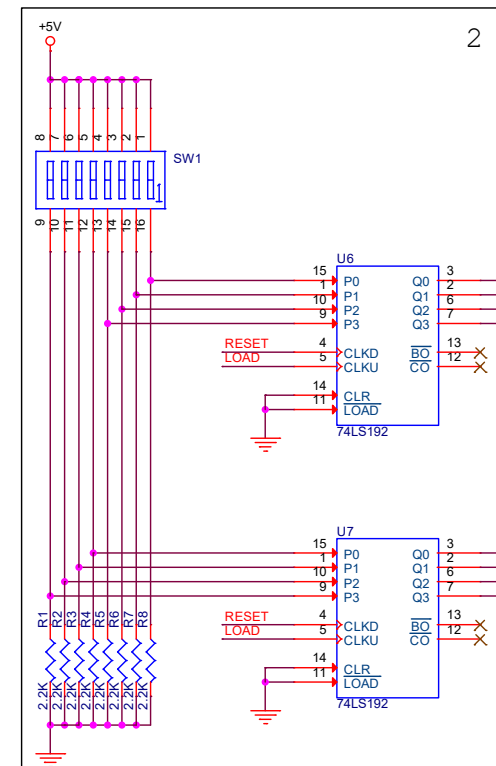 +5V
2
8 7 6 5 4 3 2 1
SW1
1
9 10 11 12 13 14 15 16
U6
15 P0 Q0 3
1 P1 Q1 2
10 P2 Q2 6
9 P3 Q3 7
RESET 4 CLKD BO 13
LOAD 5 CLKU CO 12
14 CLR
11 LOAD
74LS192
U7
15 P0 Q0 3
1 P1 Q1 2
10 P2 Q2 6
9 P3 Q3 7
RESET 4 CLKD BO 13
LOAD 5 CLKU CO 12
14 CLR
11 LOAD
74LS192
R1 R2 R3 R4 R5 R6 R7 R8
2.2K 2.2K 2.2K 2.2K 2.2K 2.2K 2.2K 2.2K